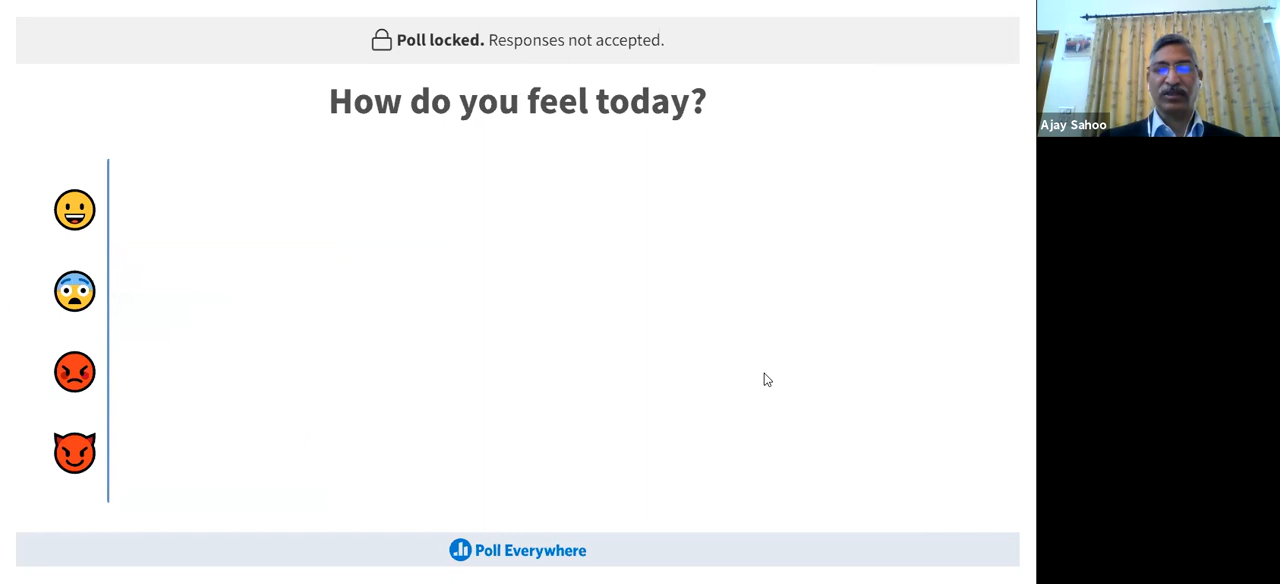 Poll locked. Responses not accepted.
How do you feel today?
Ajay Sahoo
Poll Everywhere